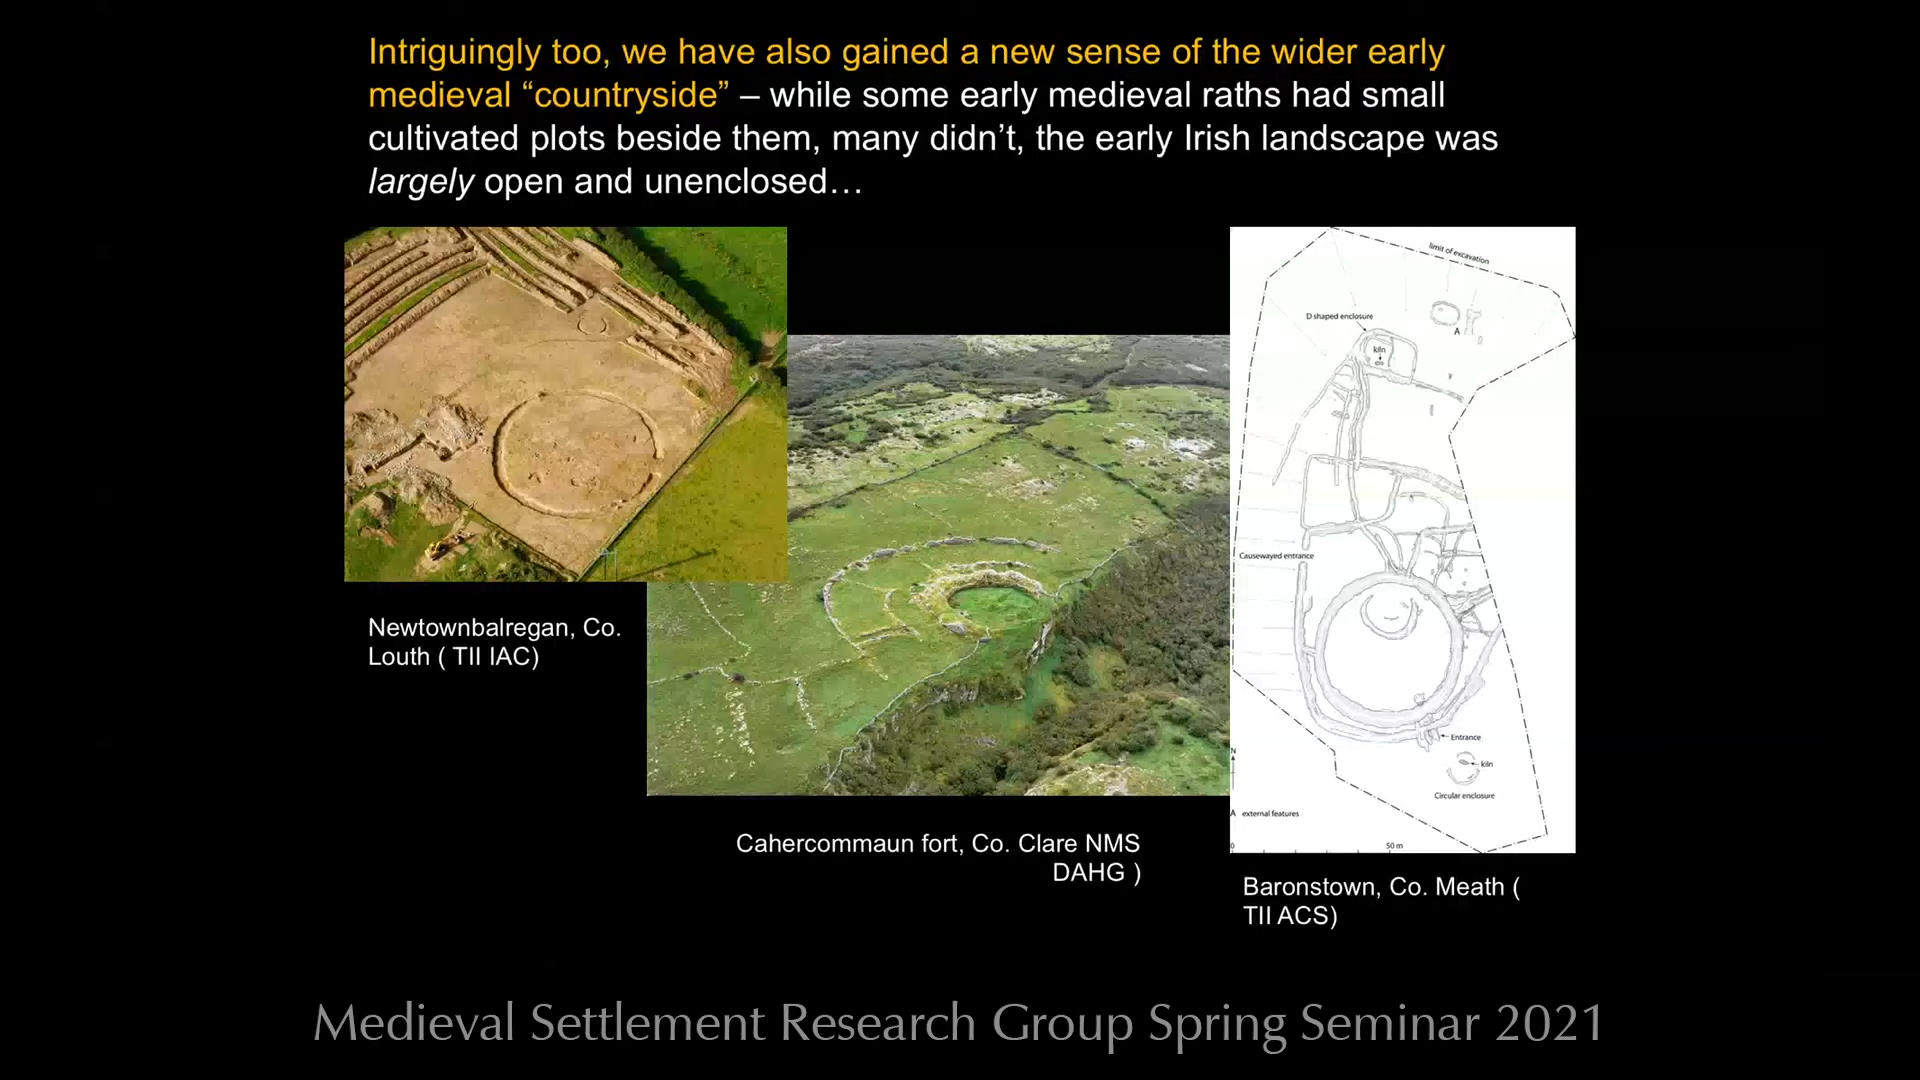 Intriguingly too, we have also gained a new sense of the wider early
medieval “countryside” – while some early medieval raths had small
cultivated plots beside them, many didn’t, the early Irish landscape was
largely open and unenclosed…
limit of excavation
D shaped enclosure
A
kiln
Causewayed entrance
Entrance
kiln
Circular enclosure
N
A external features
0 50 m
Newtownbalregan, Co.
Louth ( TII IAC)
Cahercommaun fort, Co. Clare NMS
DAHG )
Baronstown, Co. Meath (
TII ACS)
Medieval Settlement Research Group Spring Seminar 2021